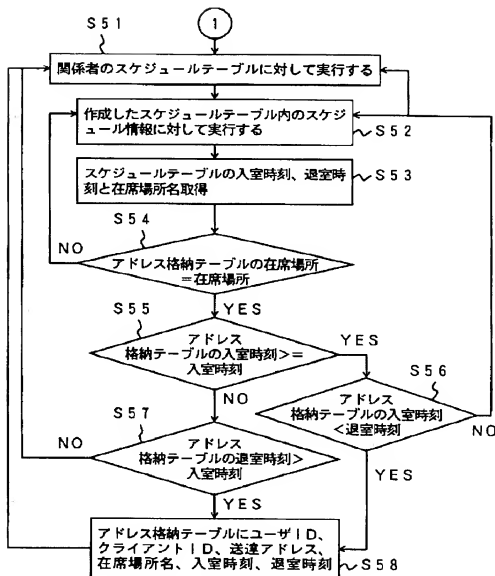 S51
1
関係者のスケジュールテーブルに対して実行する
作成したスケジュールテーブル内のスケ
ジュール情報に対して実行する
S52
スケジュールテーブルの入室時刻、退室時
刻と在席場所名取得
S53
S54
NO
アドレス格納テーブルの在席場所
=在席場所
YES
S55
アドレス
格納テーブルの入室時刻>=
入室時刻
YES
NO
S56
アドレス
格納テーブルの入室時刻
<退室時刻
NO
YES
S57
アドレス
格納テーブルの退室時刻>
入室時刻
NO
YES
アドレス格納テーブルにユーザID、
クライアントID、送達アドレス、
在席場所名、入室時刻、退室時刻
S58